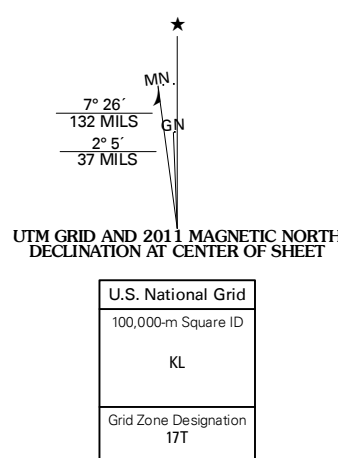 ★
MN.
7° 26´
132 MILS
GN
2° 5´
37 MILS
UTM GRID AND 2011 MAGNETIC NORTH
DECLINATION AT CENTER OF SHEET
U.S. National Grid
100,000-m Square ID
KL
Grid Zone Designation
17T